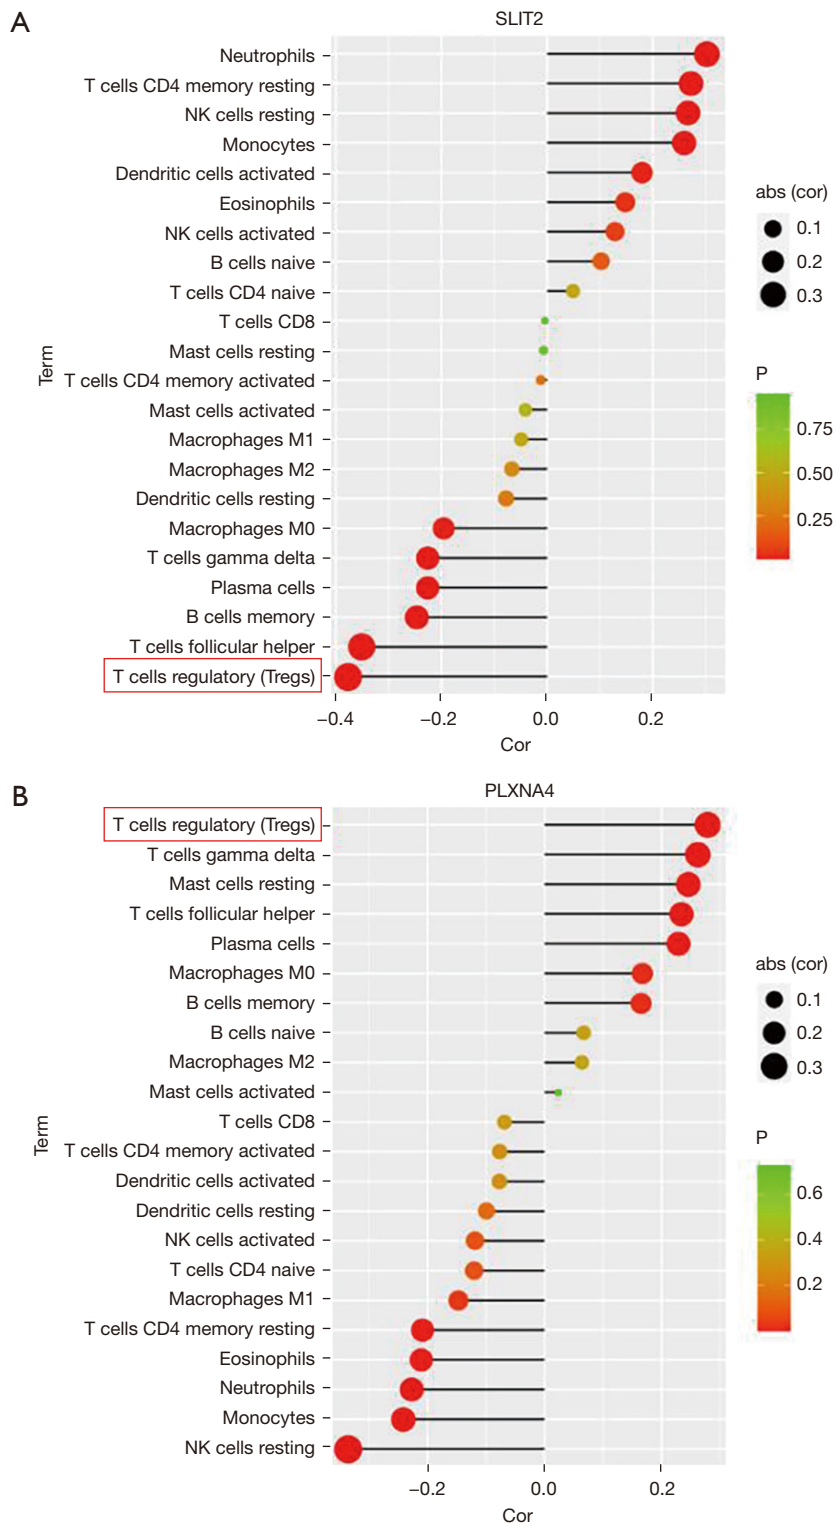 A
SLIT2
Neutrophils
T cells CD4 memory resting
NK cells resting
Monocytes
Dendritic cells activated
Eosinophils
NK cells activated
B cells naive
T cells CD4 naive
T cells CD8
Mast cells resting
T cells CD4 memory activated
Mast cells activated
Macrophages M1
Macrophages M2
Dendritic cells resting
Macrophages M0
T cells gamma delta
Plasma cells
B cells memory
T cells follicular helper
T cells regulatory (Tregs)
Term
−0.4 −0.2 0.0 0.2
Cor
abs (cor)
0.1
0.2
0.3
P
0.75
0.50
0.25
B
PLXNA4
T cells regulatory (Tregs)
T cells gamma delta
Mast cells resting
T cells follicular helper
Plasma cells
Macrophages M0
B cells memory
B cells naive
Macrophages M2
Mast cells activated
T cells CD8
T cells CD4 memory activated
Dendritic cells activated
Dendritic cells resting
NK cells activated
T cells CD4 naive
Macrophages M1
T cells CD4 memory resting
Eosinophils
Neutrophils
Monocytes
NK cells resting
Term
−0.2 0.0 0.2
Cor
abs (cor)
0.1
0.2
0.3
P
0.6
0.4
0.2